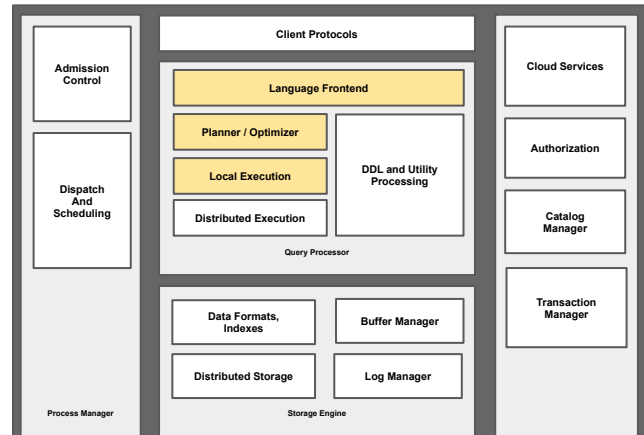 Admission
Control
Dispatch
And
Scheduling
Process Manager
Client Protocols
Language Frontend
Planner / Optimizer
Local Execution
Distributed Execution
DDL and Utility
Processing
Query Processor
Data Formats,
Indexes
Buffer Manager
Distributed Storage
Log Manager
Storage Engine
Cloud Services
Authorization
Catalog
Manager
Transaction
Manager